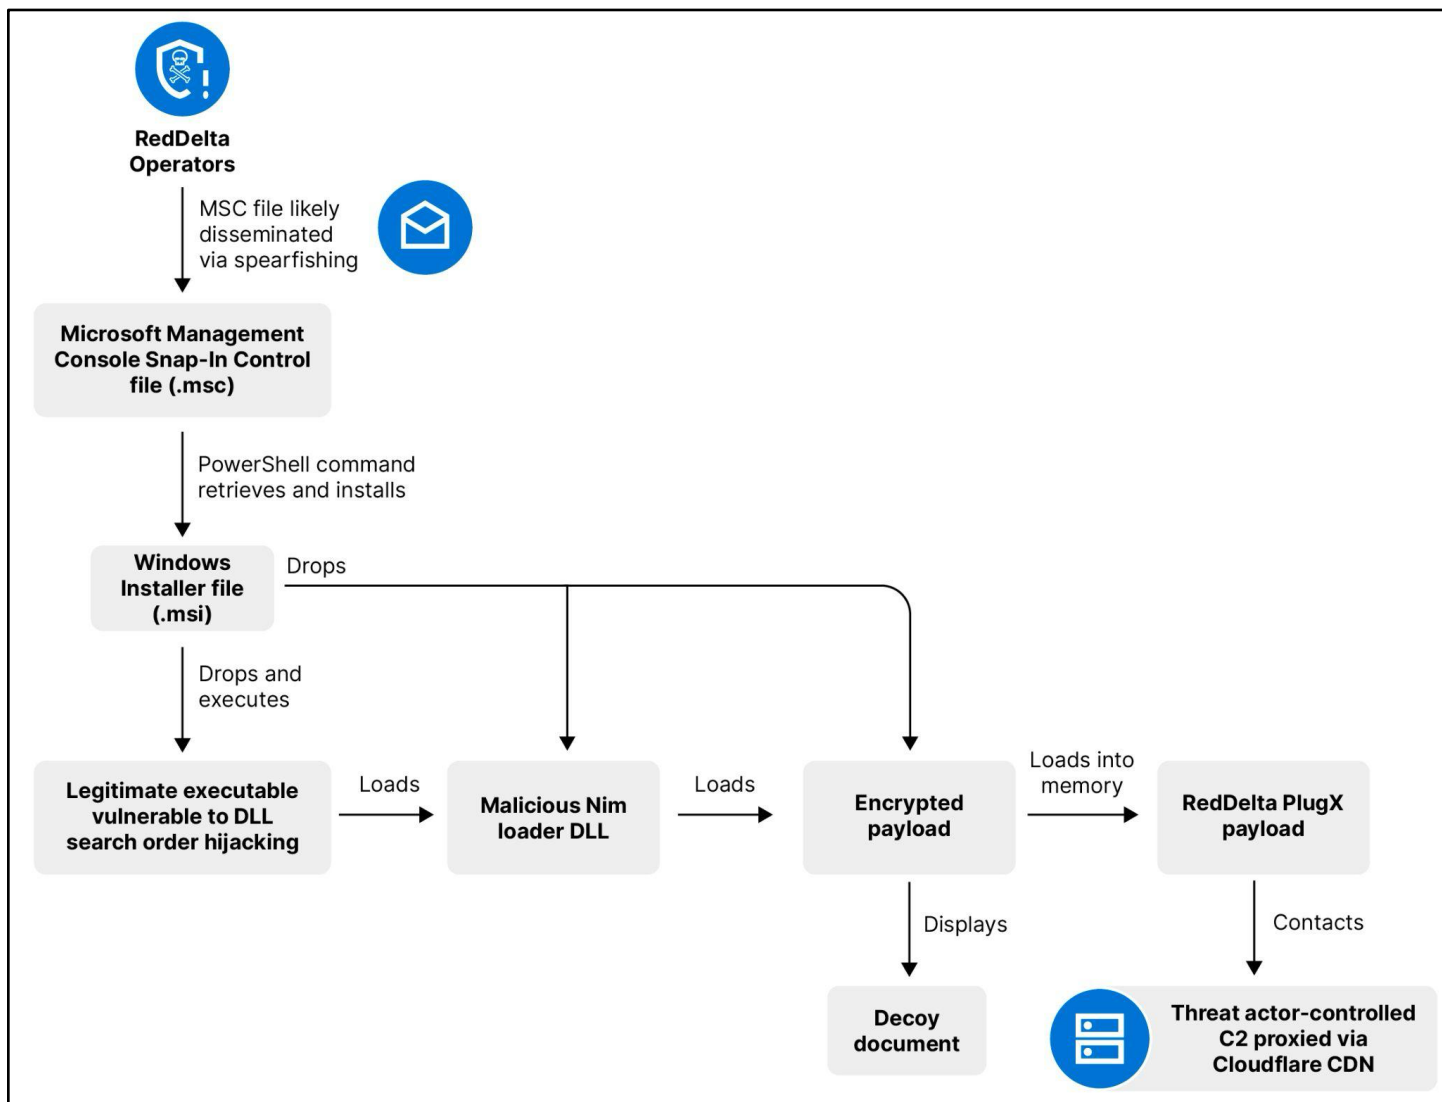 RedDelta
Operators
MSC file likely
disseminated
via spearfishing
Microsoft Management
Console Snap-In Control
file (.msc)
PowerShell command
retrieves and installs
Windows
Installer file
(.msi)
Drops
Drops and
executes
Legitimate executable
vulnerable to DLL
search order hijacking
Loads
Malicious Nim
loader DLL
Loads
Encrypted
payload
Loads into
memory
RedDelta PlugX
payload
Displays
Contacts
Decoy
document
Threat actor-controlled
C2 proxied via
Cloudflare CDN